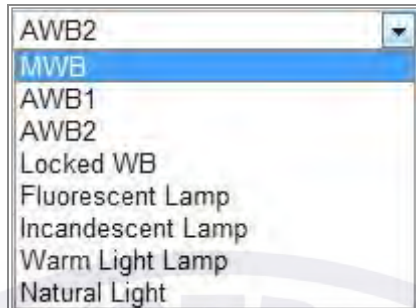 AWB2
MWB
AWB1
AWB2
Locked WB
Fluorescent Lamp
Incandescent Lamp
Warm Light Lamp
Natural Light